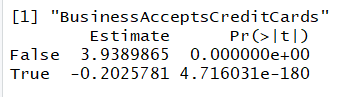 [1] "BusinessAcceptsCreditCards"
Estimate Pr(>|t|)
False 3.9389865 0.000000e+00
True -0.2025781 4.716031e-180